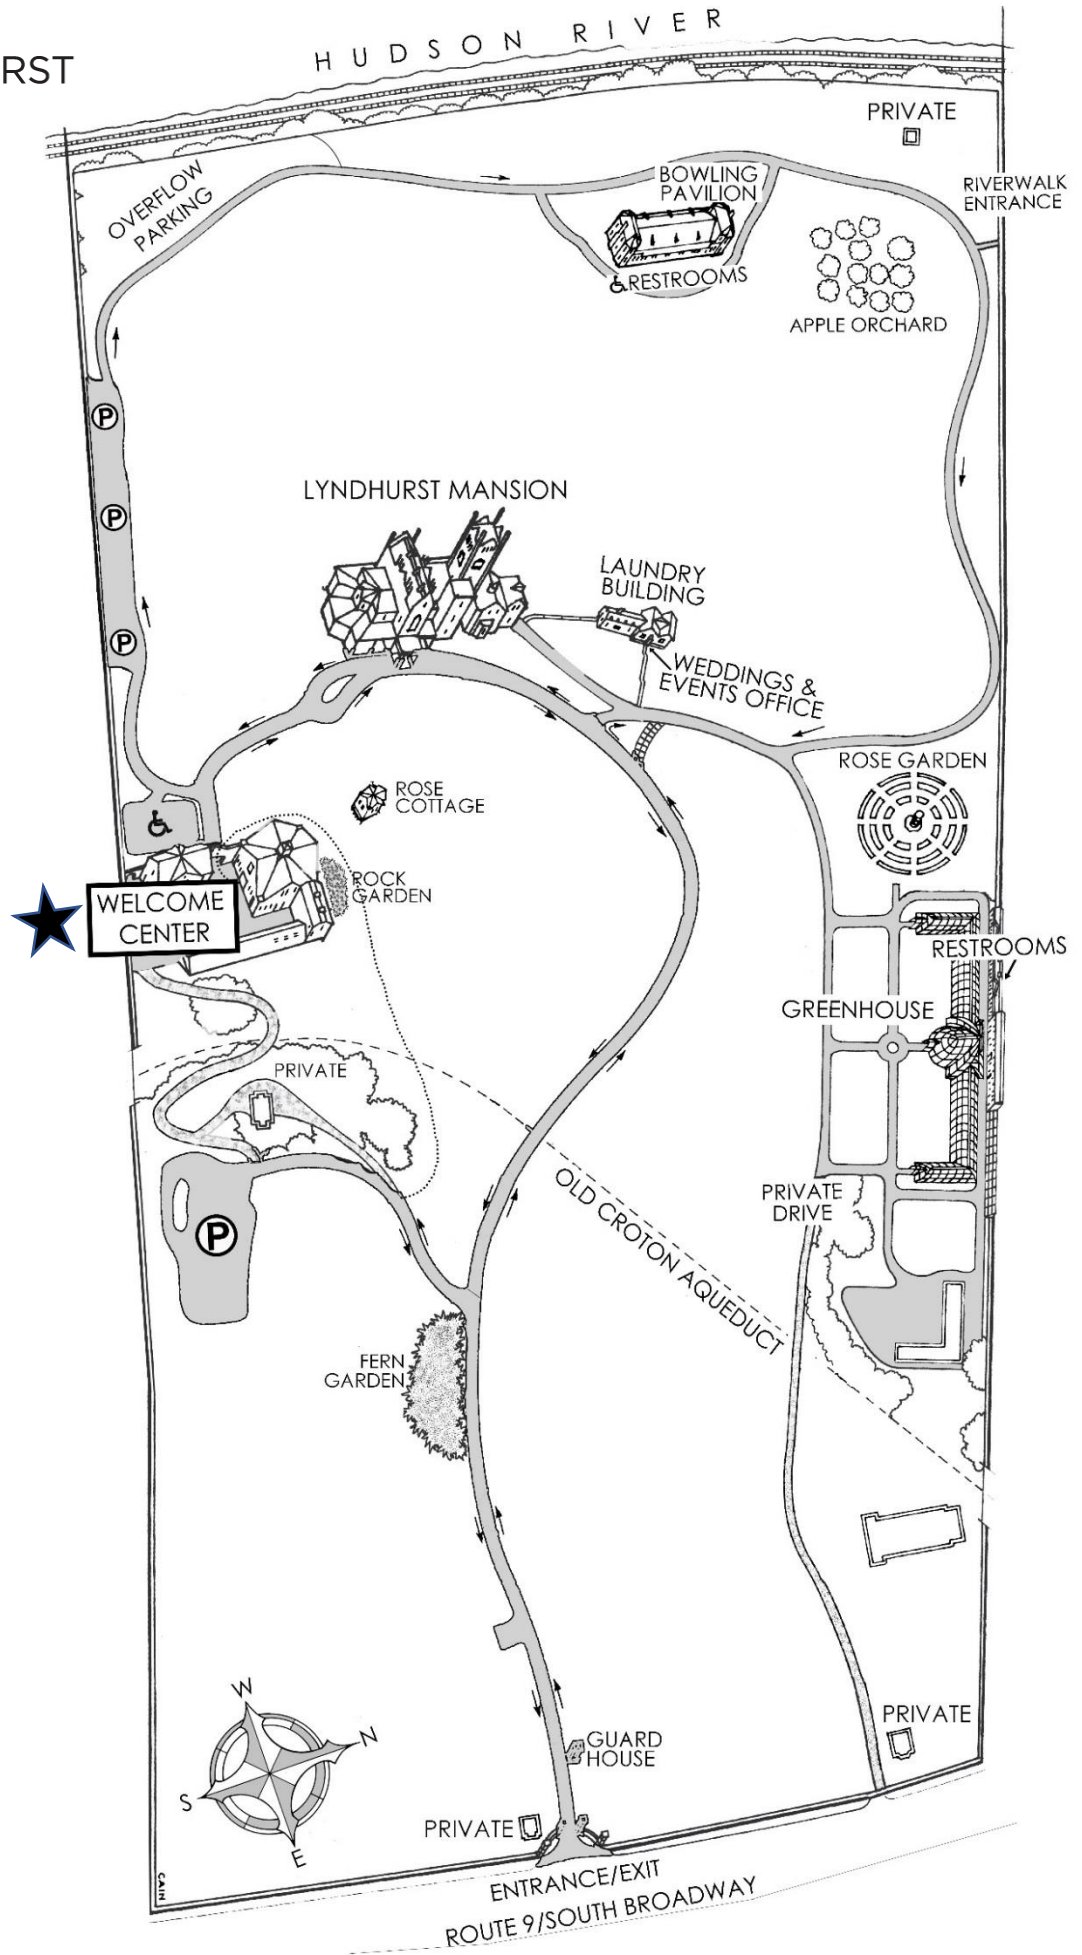 RST
HUDSON RIVER
PRIVATE
OVERFLOW
PARKING
BOWLING
PAVILION
RIVERWALK
ENTRANCE
RESTROOMS
APPLE ORCHARD
P
P
P
LYNDHURST MANSION
LAUNDRY
BUILDING
WEDDINGS &
EVENTS OFFICE
ROSE GARDEN
ROSE
COTTAGE
ROCK
GARDEN
WELCOME
CENTER
RESTROOMS
GREENHOUSE
PRIVATE
PRIVATE
DRIVE
OLD CROTON AQUEDUCT
P
FERN
GARDEN
W
N
S
E
GUARD
HOUSE
PRIVATE
PRIVATE
CAIN
ENTRANCE/EXIT
ROUTE 9/SOUTH BROADWAY